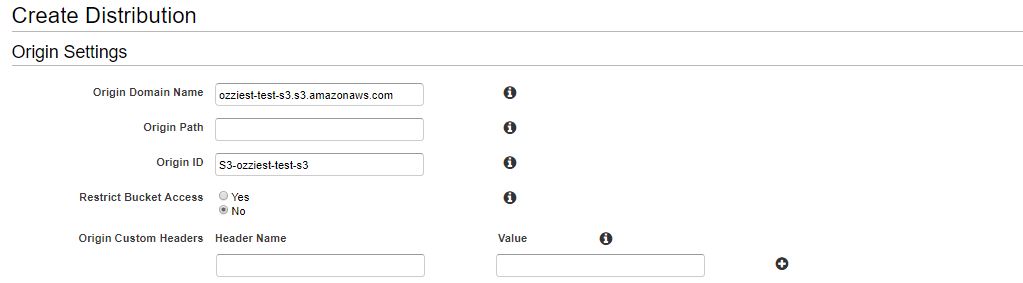 Create Distribution
Origin Settings
Origin Domain Name ozziest-test-s3.s3.amazonaws.com
Origin Path
Origin ID S3-ozziest-test-s3
Restrict Bucket Access Yes
No
Origin Custom Headers Header Name Value